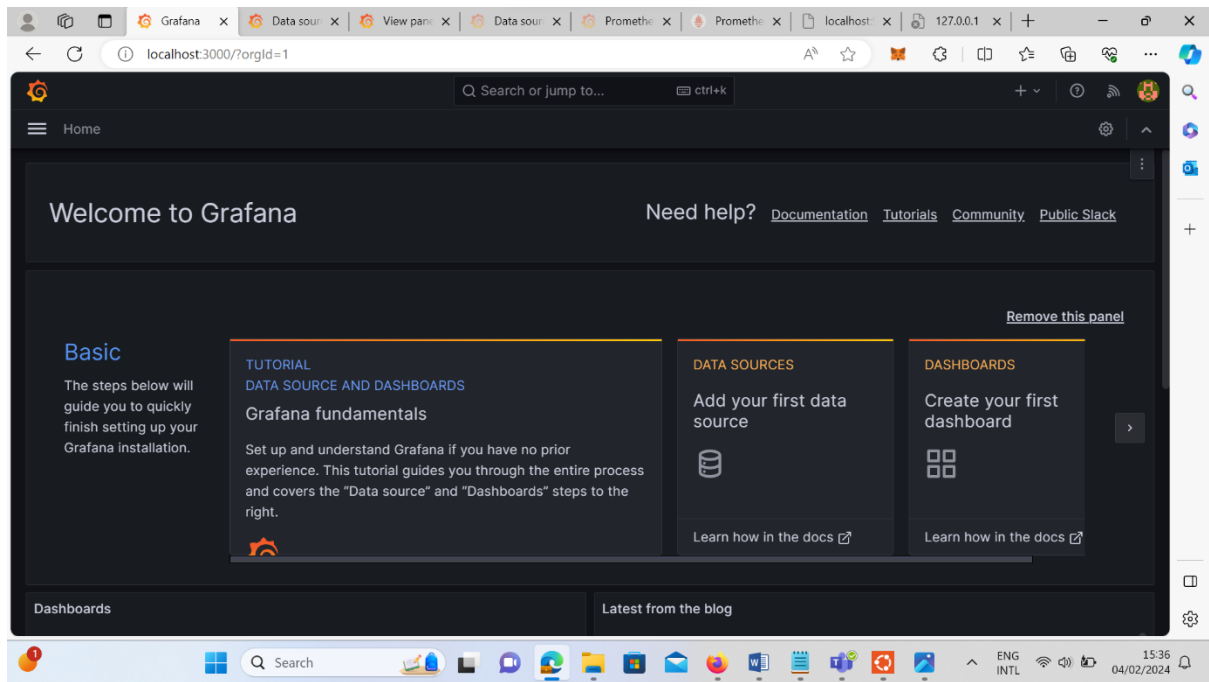 Grafana
Data sour
View pane
Data sour
Promethe
Promethe
localhost:
127.0.0.1
localhost:3000/?orgId=1
Search or jump to...
ctrl+k
Home
Welcome to Grafana
Need help? Documentation Tutorials Community Public Slack
Remove this panel
Basic
The steps below will
guide you to quickly
finish setting up your
Grafana installation.
TUTORIAL
DATA SOURCE AND DASHBOARDS
Grafana fundamentals
Set up and understand Grafana if you have no prior
experience. This tutorial guides you through the entire process
and covers the "Data source" and "Dashboards" steps to the
right.
DATA SOURCES
Add your first data
source
Learn how in the docs
DASHBOARDS
Create your first
dashboard
Learn how in the docs
Dashboards
Latest from the blog
1
Search
ENG
INTL
15:36
04/02/2024